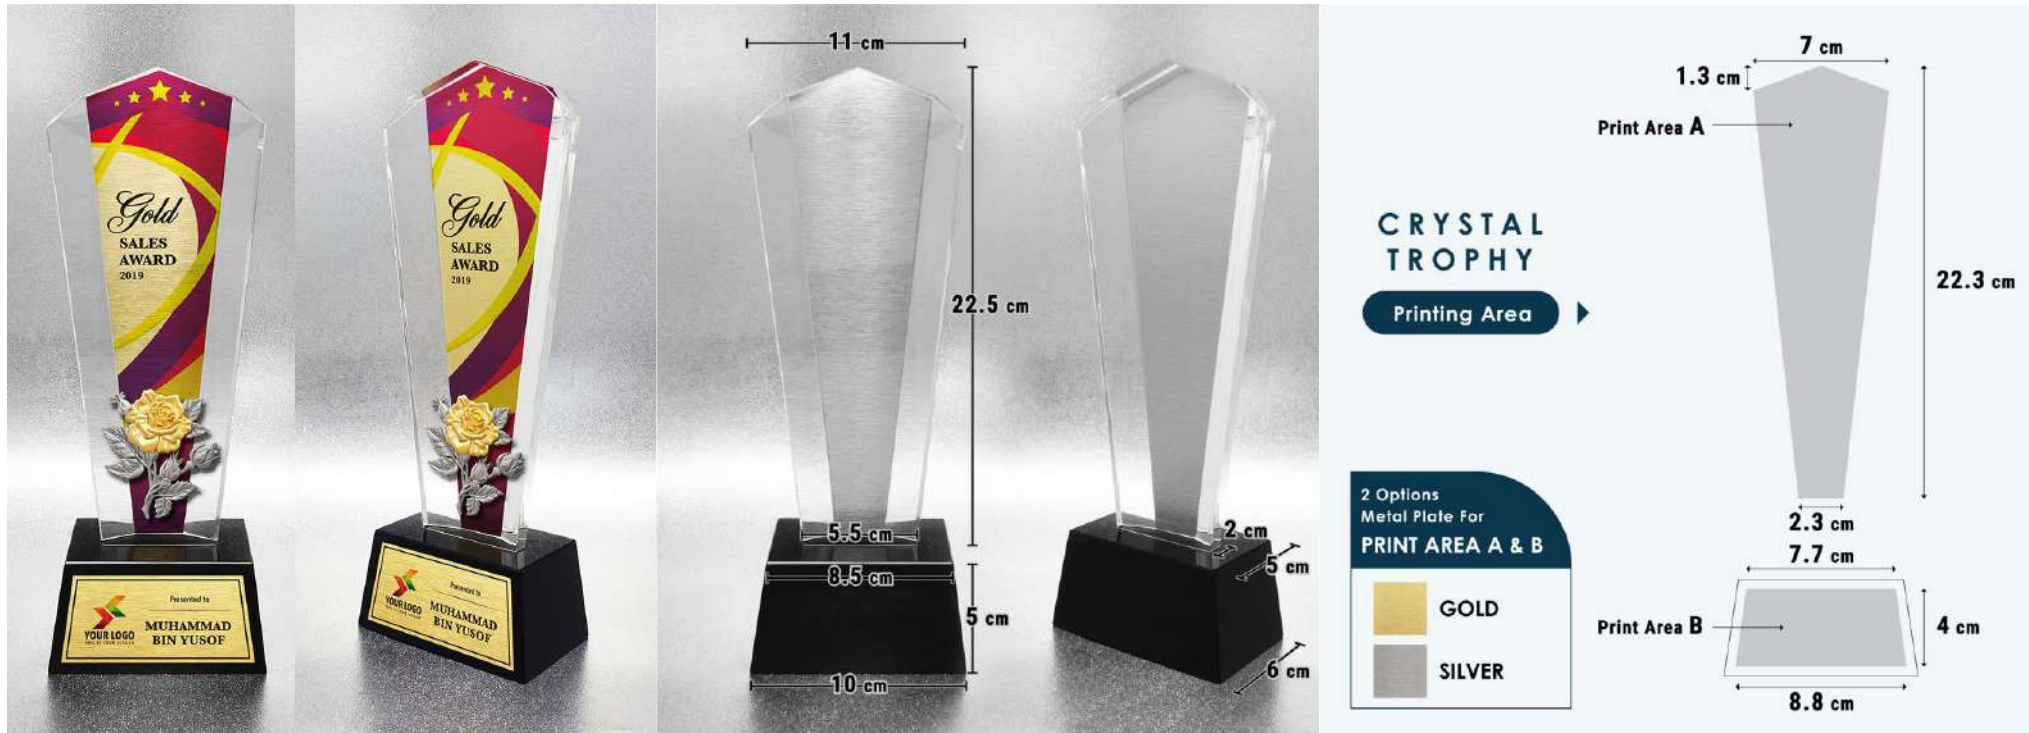 Gold
SALES
AWARD
2019
YOUR LOGO
Presented to
MUHAMMAD
BIN YUSOF
Gold
SALES
AWARD
2019
YOUR LOGO
Presented to
MUHAMMAD
BIN YUSOF
11 cm
22.5 cm
5.5 cm
8.5 cm
5 cm
10 cm
2 cm
5 cm
6 cm
CRYSTAL
TROPHY
Printing Area
2 Options
Metal Plate For
PRINT AREA A & B
GOLD
SILVER
7 cm
1.3 cm
Print Area A
22.3 cm
2.3 cm
7.7 cm
Print Area B
4 cm
8.8 cm